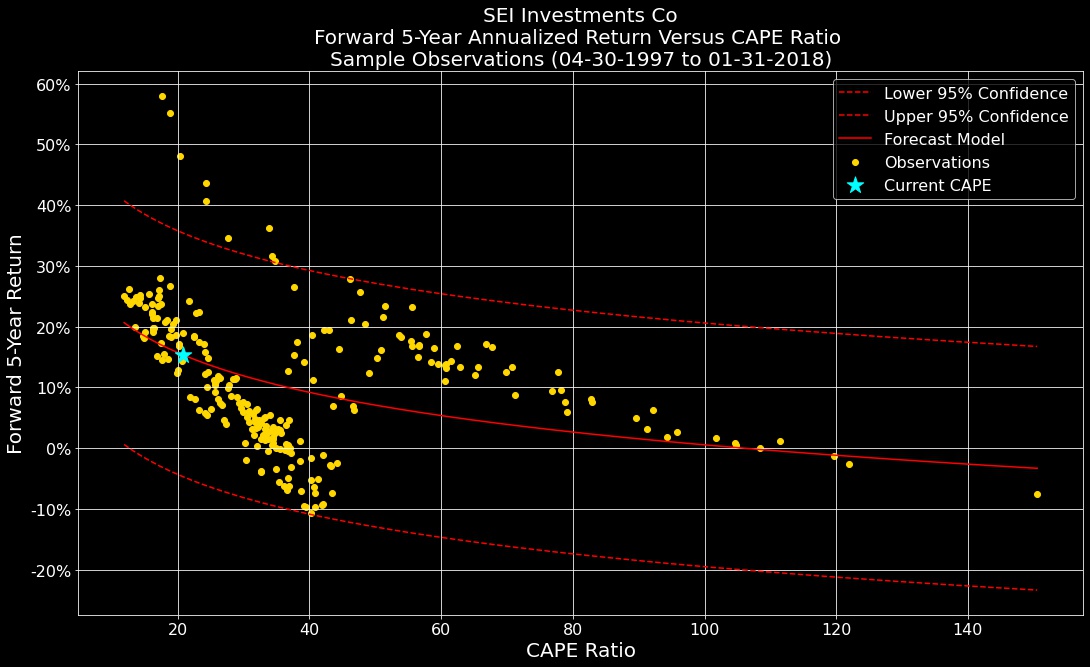 SEI Investments Co
Forward 5-Year Annualized Return Versus CAPE Ratio
Sample Observations (04-30-1997 to 01-31-2018)
Lower 95% Confidence
Upper 95% Confidence
Forecast Model
Observations
Current CAPE
Forward 5-Year Return
60%
50%
40%
30%
20%
10%
0%
-10%
-20%
20 40 60 80 100 120 140
CAPE Ratio